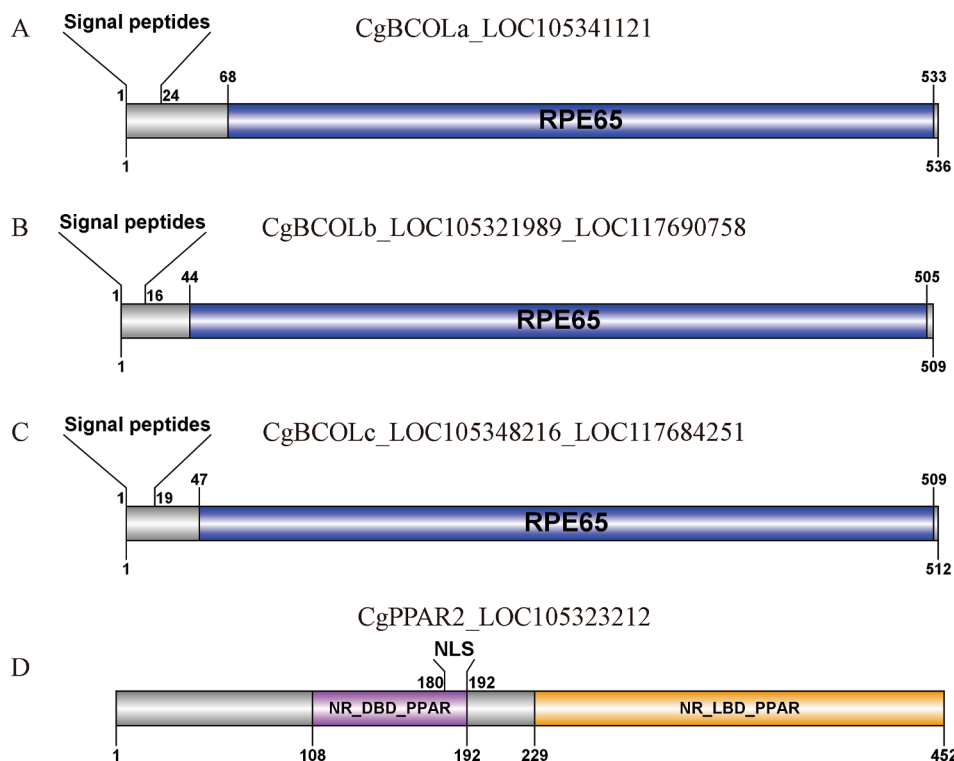 A
Signal peptides
CgBCOLa_LOC105341121
1
24
68
533
RPE65
1
536
B
Signal peptides
CgBCOLb_LOC105321989_LOC117690758
1
16
44
505
RPE65
1
509
C
Signal peptides
CgBCOLc_LOC105348216_LOC117684251
1
19
47
509
RPE65
1
512
CgPPAR2_LOC105323212
D
NLS
180
192
NR_DBD_PPAR
NR_LBD_PPAR
1
108
192
229
452